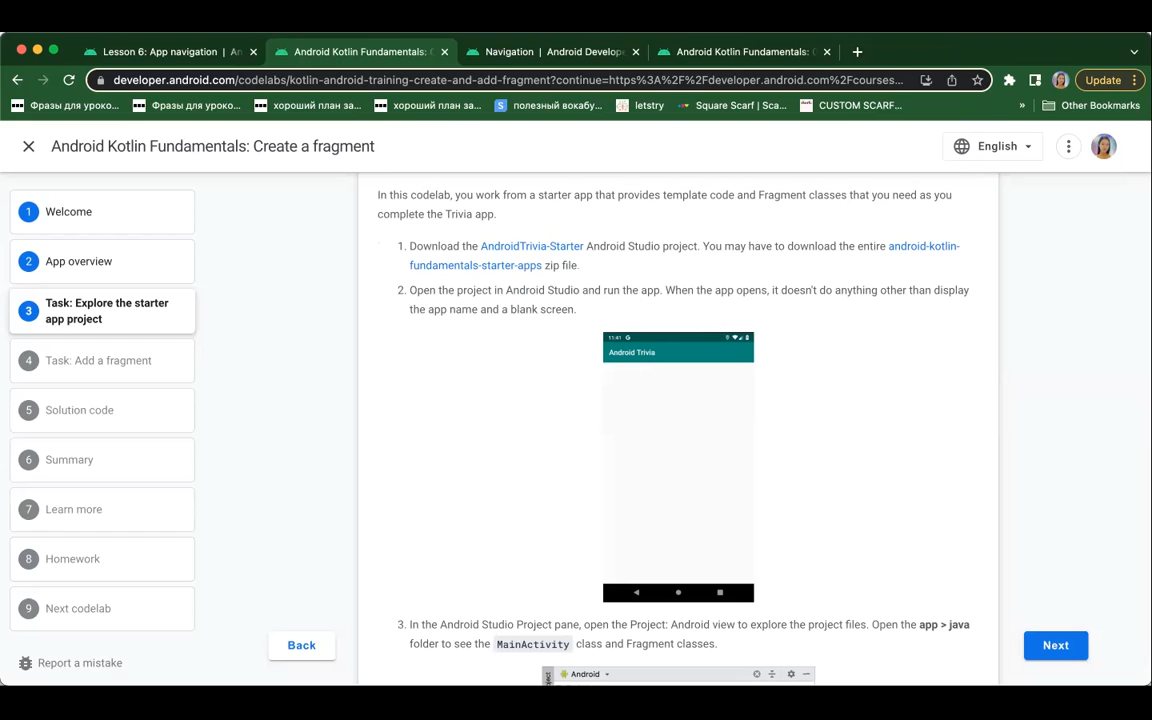 Lesson 6: App navigation | An
Android Kotlin Fundamentals: C
Navigation | Android Develope
Android Kotlin Fundamentals: C
developer.android.com/codelabs/kotlin-android-training-create-and-add-fragment?continue=https%3A%2F%2Fdeveloper.android.com%2Fcourses...
Update
Фразы для уроко...
Фразы для уроко...
хороший план за...
хороший план за...
полезный вокабу...
letstry
Square Scarf | Sca...
CUSTOM SCARF...
Other Bookmarks
Android Kotlin Fundamentals: Create a fragment
English
1 Welcome
2 App overview
3 Task: Explore the starter
app project
4 Task: Add a fragment
5 Solution code
6 Summary
7 Learn more
8 Homework
9 Next codelab
Report a mistake
In this codelab, you work from a starter app that provides template code and Fragment classes that you need as you
complete the Trivia app.
1. Download the AndroidTrivia-Starter Android Studio project. You may have to download the entire android-kotlin-
fundamentals-starter-apps zip file.
2. Open the project in Android Studio and run the app. When the app opens, it doesn't do anything other than display
the app name and a blank screen.
11:41 G
Android Trivia
3. In the Android Studio Project pane, open the Project: Android view to explore the project files. Open the app > java
folder to see the MainActivity class and Fragment classes.
Android
Back
Next